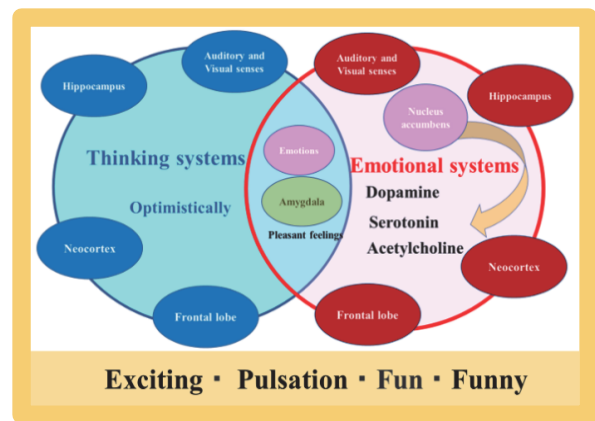 Auditory and
Visual senses
Auditory and
Visual senses
Hippocampus
Hippocampus
Nucleus
accumbens
Thinking systems
Emotions
Emotional systems
Optimistically
Amygdala
Dopamine
Pleasant feelings
Serotonin
Acetylcholine
Neocortex
Neocortex
Frontal lobe
Frontal lobe
Exciting · Pulsation · Fun · Funny